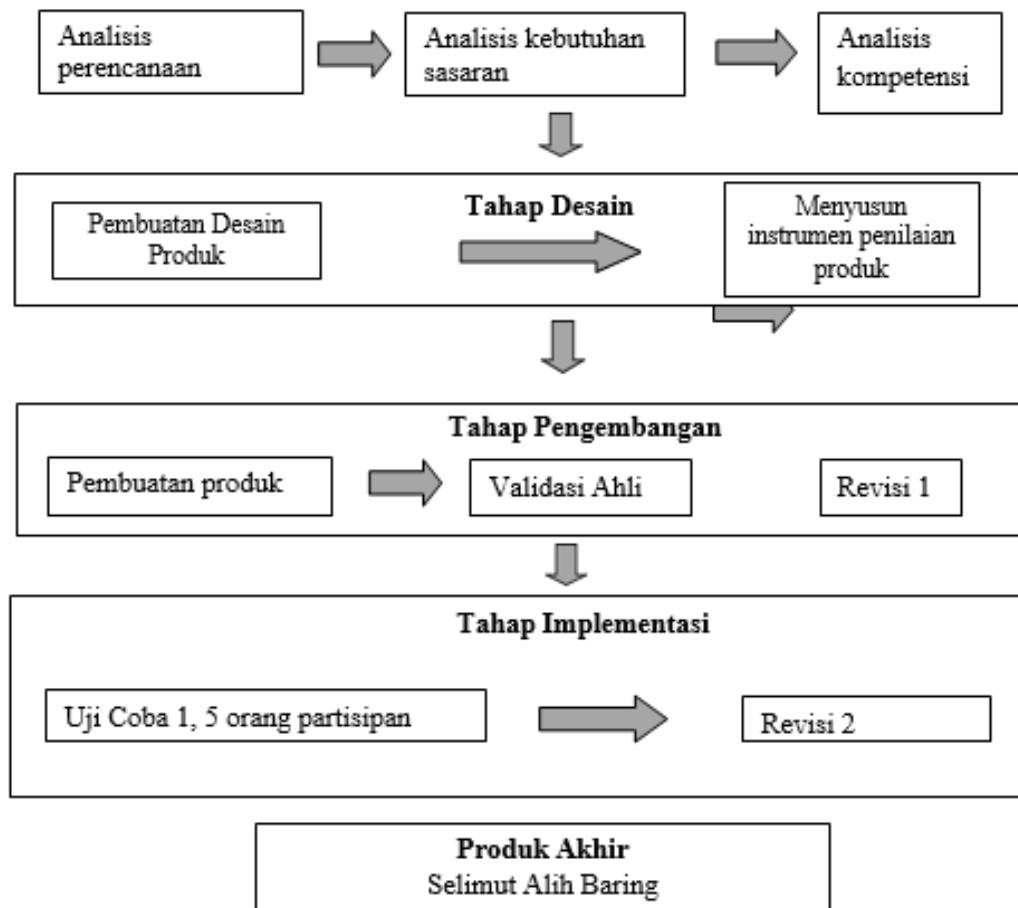 Analisis
perencanaan
Analisis kebutuhan
sasaran
Analisis
kompetensi
Tahap Desain
Pembuatan Desain
Produk
Menyusun
instrumen penilaian
produk
Tahap Pengembangan
Pembuatan produk
Validasi Ahli
Revisi 1
Tahap Implementasi
Uji Coba 1, 5 orang partisipan
Revisi 2
Produk Akhir
Selimut Alih Baring